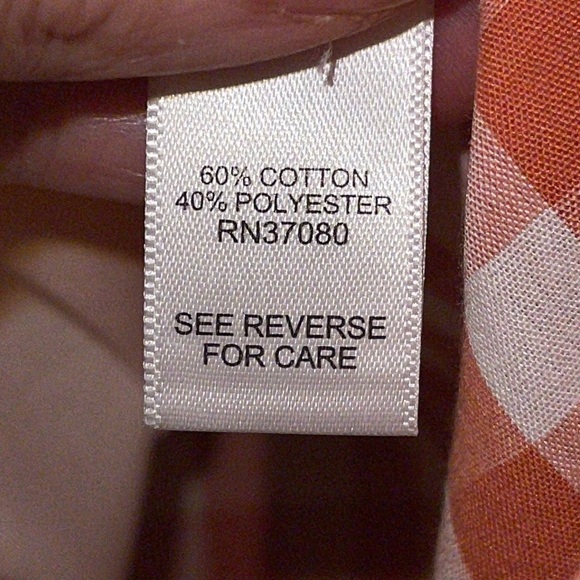 60% COTTON
40% POLYESTER
RN37080
SEE REVERSE
FOR CARE